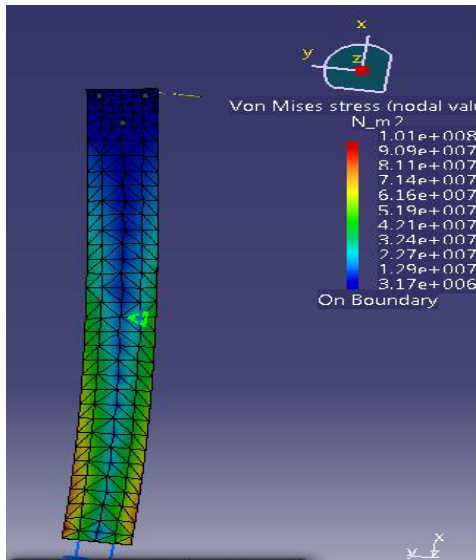 x
y
z
Von Mises stress (nodal valu
N_m2
1.01e+008
9.09e+007
8.11e+007
7.14e+007
6.16e+007
5.19e+007
4.21e+007
3.24e+007
2.27e+007
1.29e+007
3.17e+006
On Boundary
x
y z